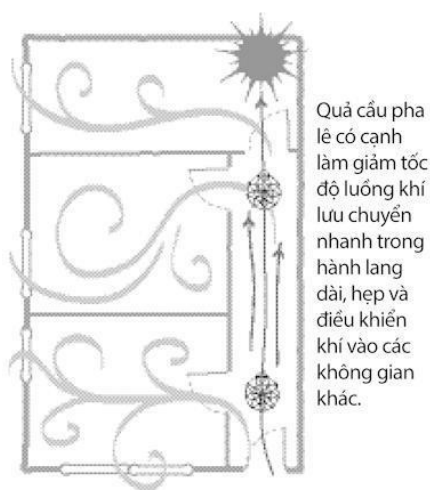 Quả cầu pha
lê có cạnh
làm giảm tốc
độ luồng khí
lưu chuyển
nhanh trong
hành lang
dài, hẹp và
điều khiển
khí vào các
không gian
khác.